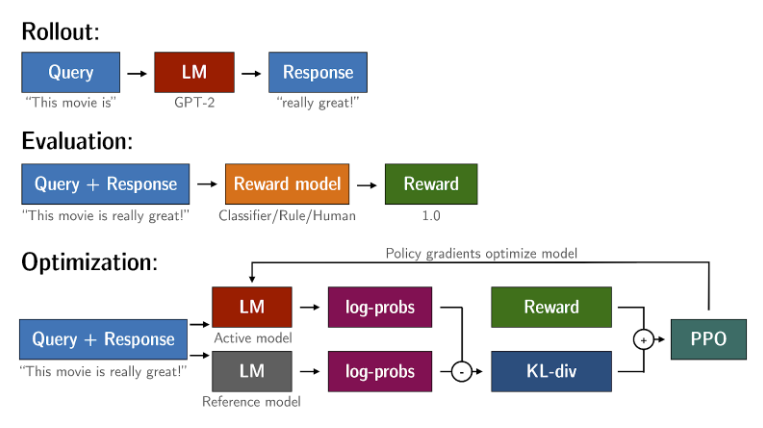 Rollout:
Query
LM
Response
“This movie is”
GPT-2
“really great!”
Evaluation:
Query + Response
Reward model
Reward
“This movie is really great!”
Classifier/Rule/Human
1.0
Optimization:
Policy gradients optimize model
LM
log-probs
Reward
Query + Response
Active model
+
PPO
“This movie is really great!”
LM
log-probs
-
KL-div
Reference model